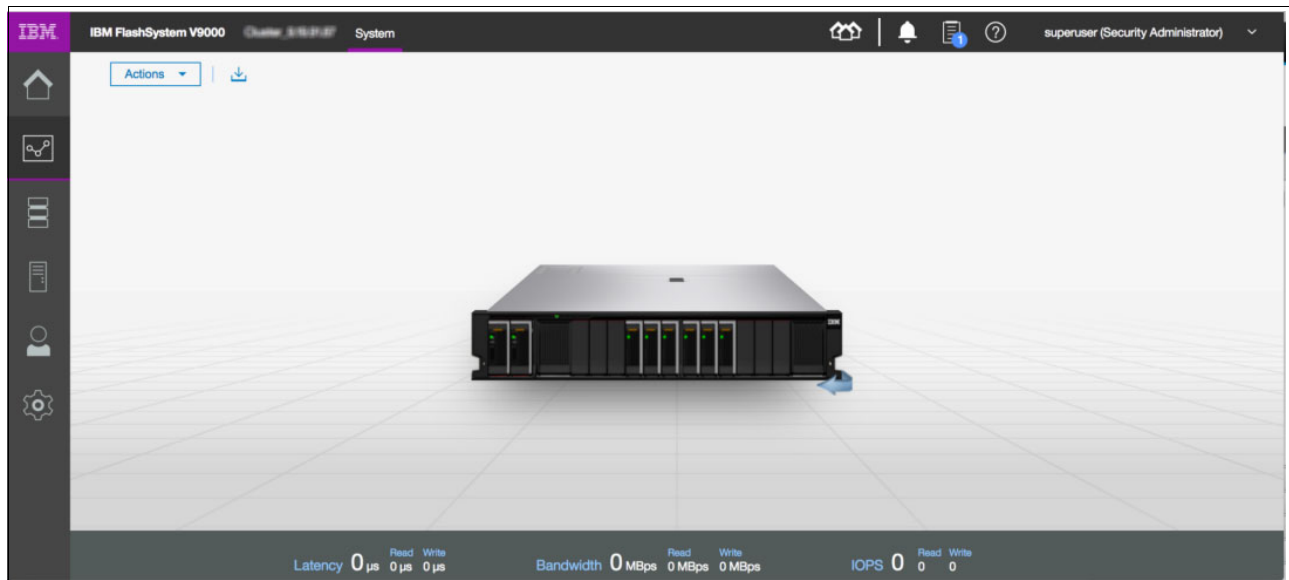 IBM IBM FlashSystem V9000 System 1 ? superuser (Security Administrator)
Actions
IBM
Latency 0 µs Read 0 µs Write 0 µs Bandwidth 0 MBps Read 0 MBps Write 0 MBps IOPS 0 Read 0 Write 0